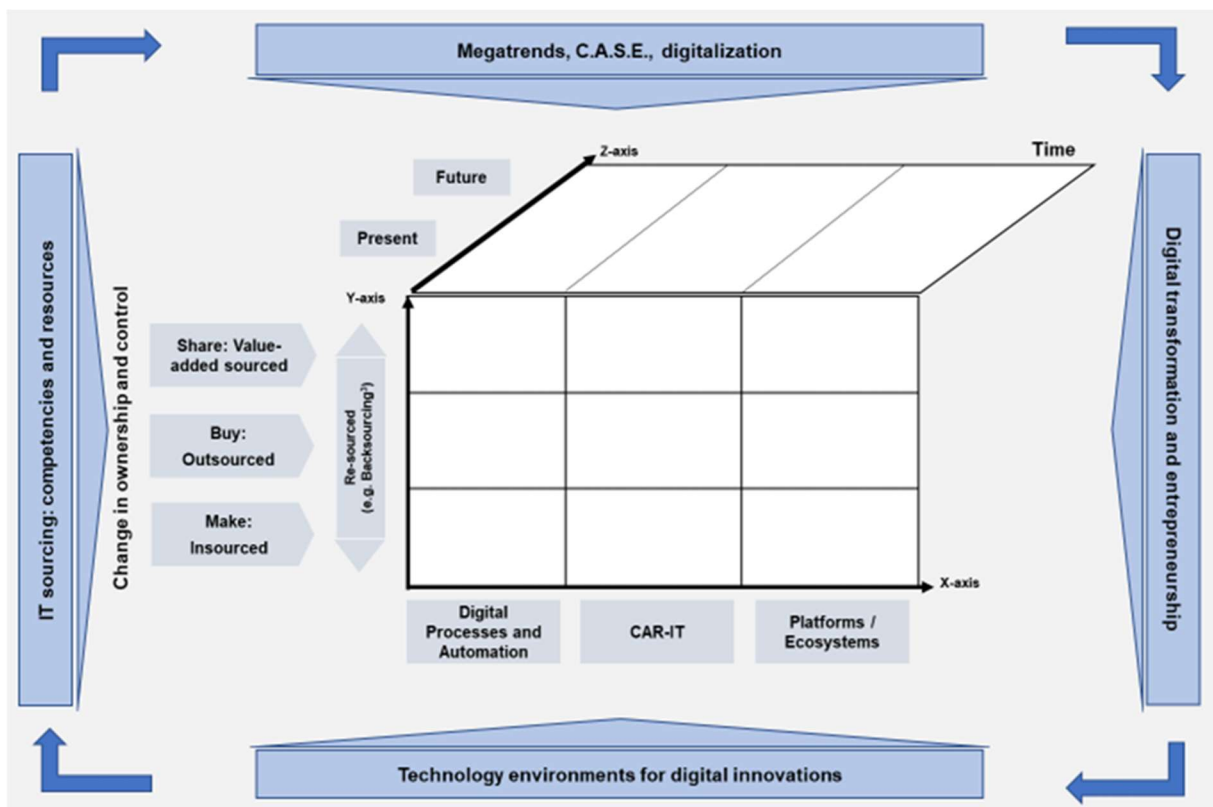 Megatrends, C.A.S.E., digitalization
Z-axis
Time
Future
Present
Y-axis
IT sourcing: competencies and resources
Change in ownership and control
Share: Value-
added sourced
Buy:
Outsourced
Make:
Insourced
Re-sourced
(e.g. Backsourcing³)
Digital transformation and entrepreneurship
X-axis
Digital
Processes and
Automation
CAR-IT
Platforms /
Ecosystems
Technology environments for digital innovations